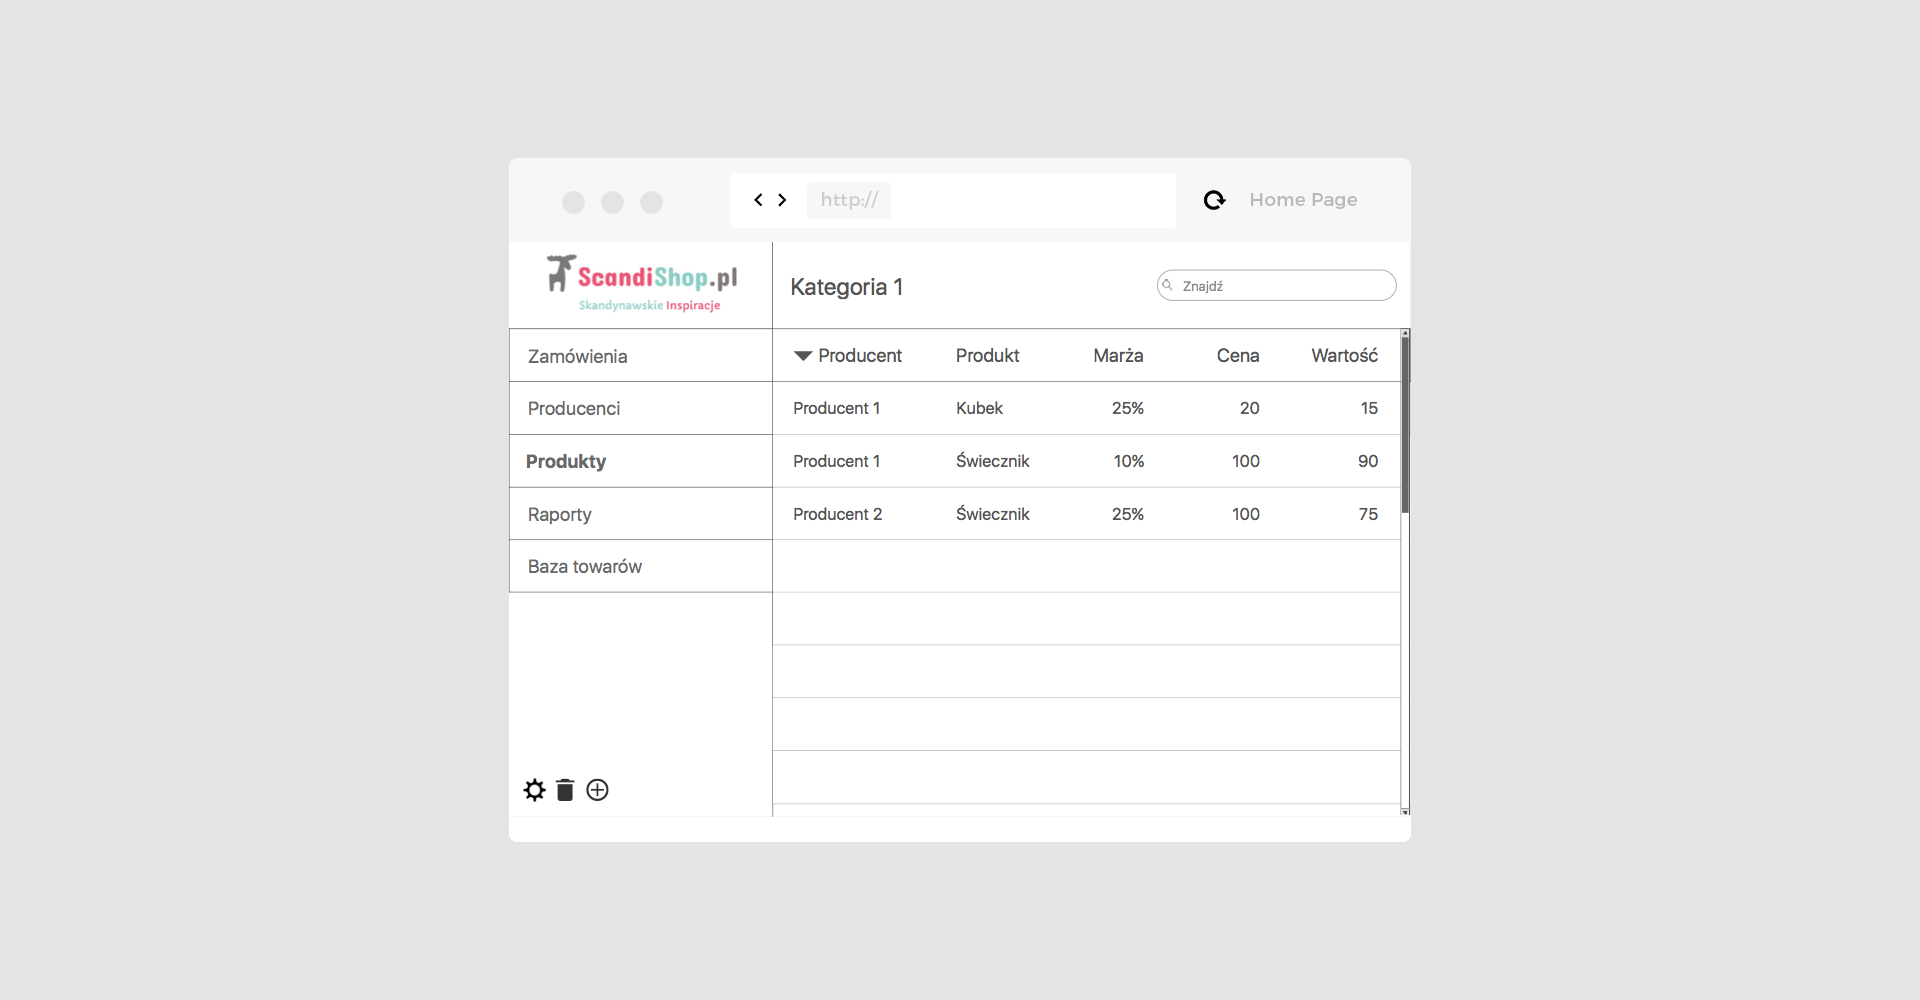 http://
Home Page
ScandiShop.pl
Skandynawskie Inspiracje
Kategoria 1
Znajdź
Zamówienia
Producenci
Produkty
Raporty
Baza towarów
Producent Produkt Marża Cena Wartość
Producent 1 Kubek 25% 20 15
Producent 1 Świecznik 10% 100 90
Producent 2 Świecznik 25% 100 75